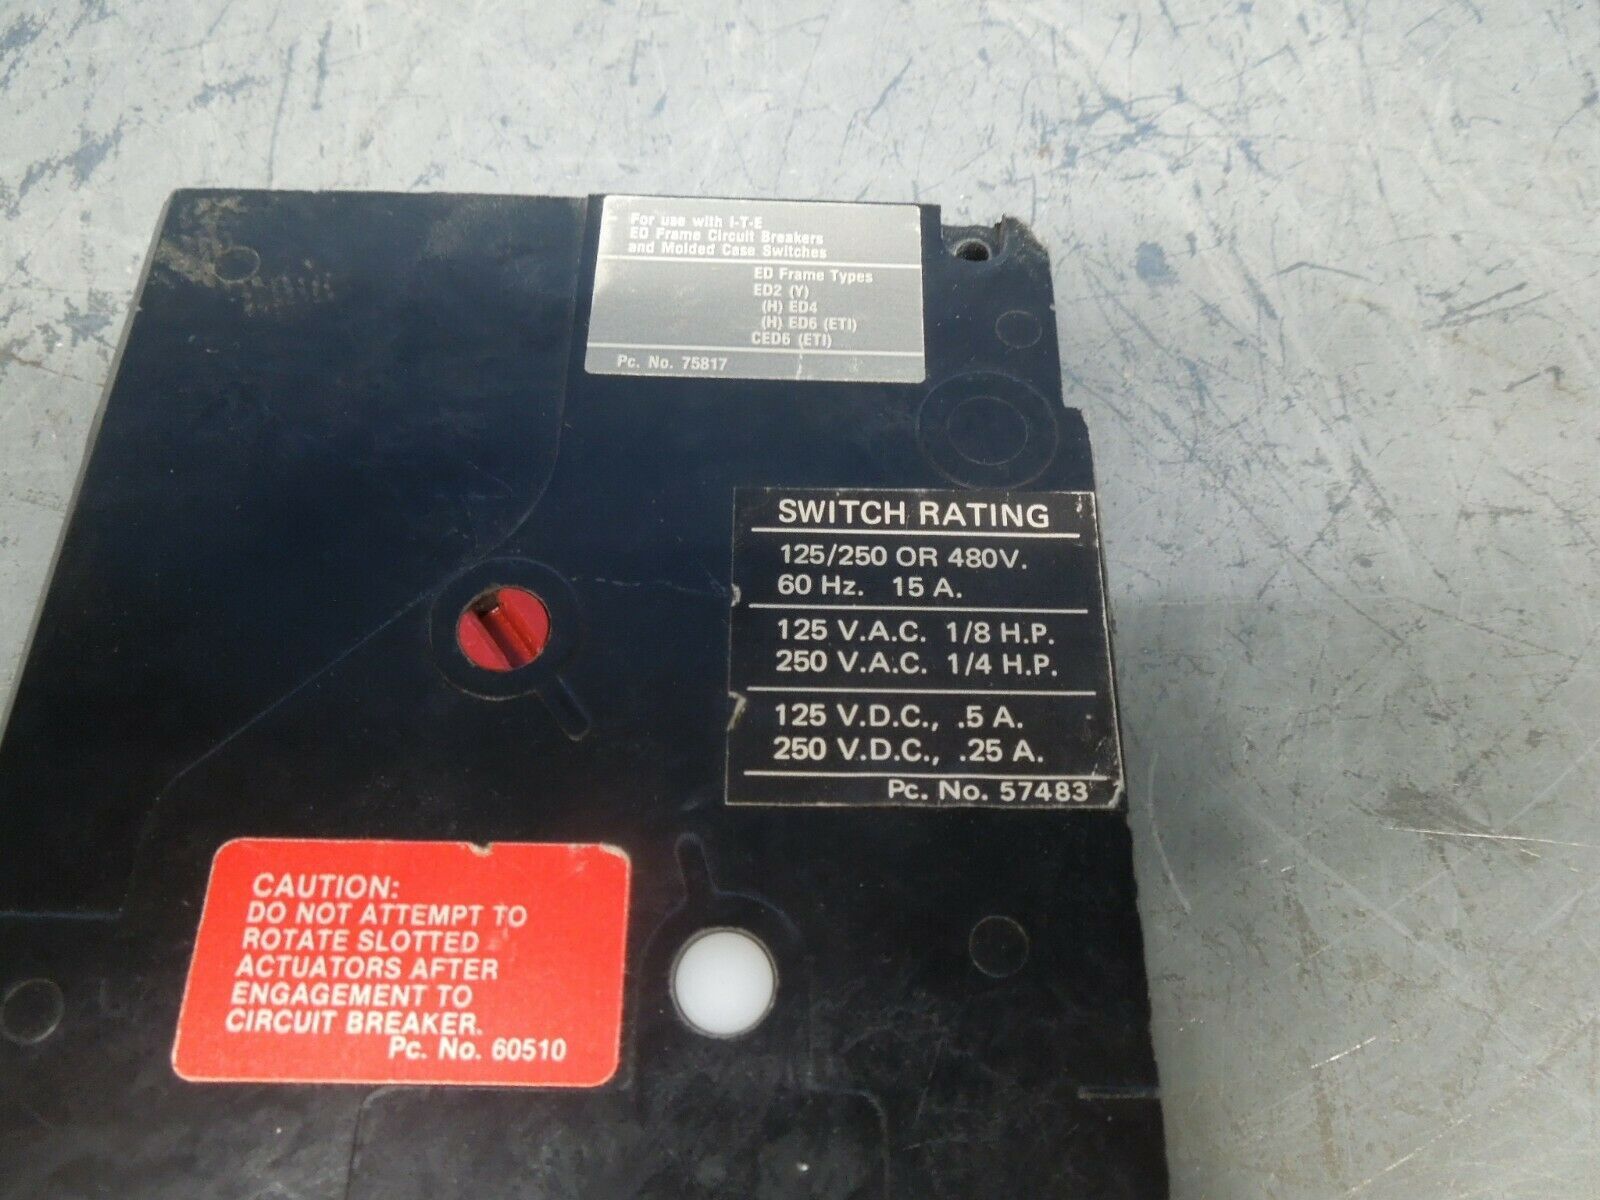 For use with I-T-E
ED Frame Circuit Breakers
and Molded Case Switches
ED Frame Types
ED2 (Y)
(H) ED4
(H) ED6 (ETI)
CED6 (ETI)
Pc. No. 75817
SWITCH RATING
125/250 OR 480V.
60 Hz. 15 A.
125 V.A.C. 1/8 H.P.
250 V.A.C. 1/4 H.P.
125 V.D.C., .5 A.
250 V.D.C., .25 A.
Pc. No. 57483
CAUTION:
DO NOT ATTEMPT TO
ROTATE SLOTTED
ACTUATORS AFTER
ENGAGEMENT TO
CIRCUIT BREAKER.
Pc. No. 60510